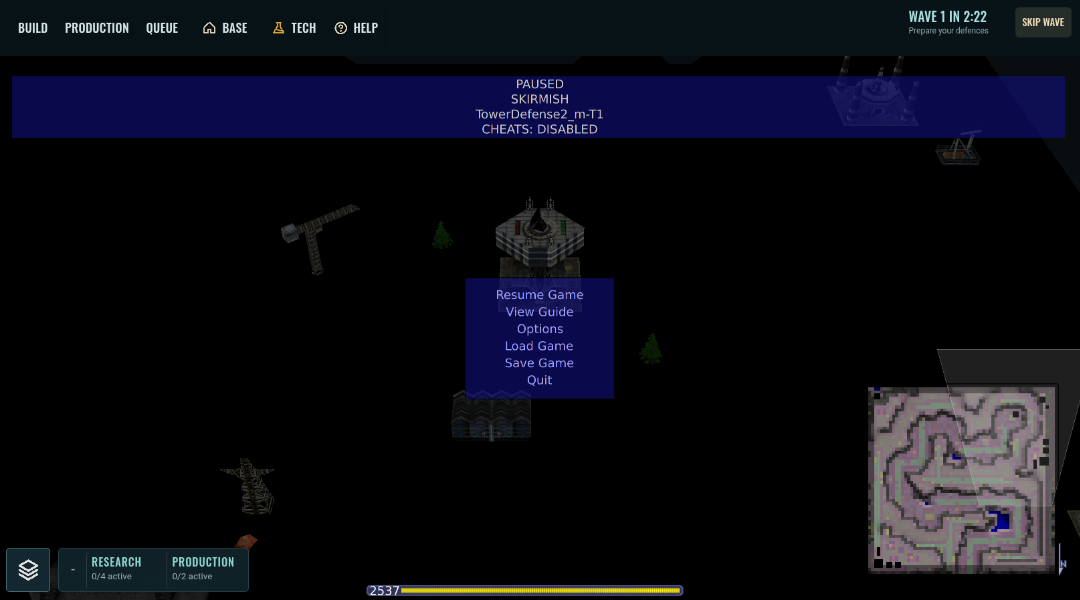 BUILD PRODUCTION QUEUE BASE TECH HELP
WAVE 1 IN 2:22
Prepare your defences
SKIP WAVE
PAUSED
SKIRMISH
TowerDefense2_m-T1
CHEATS: DISABLED
Resume Game
View Guide
Options
Load Game
Save Game
Quit
- RESEARCH PRODUCTION
0/4 active 0/2 active
2537
N